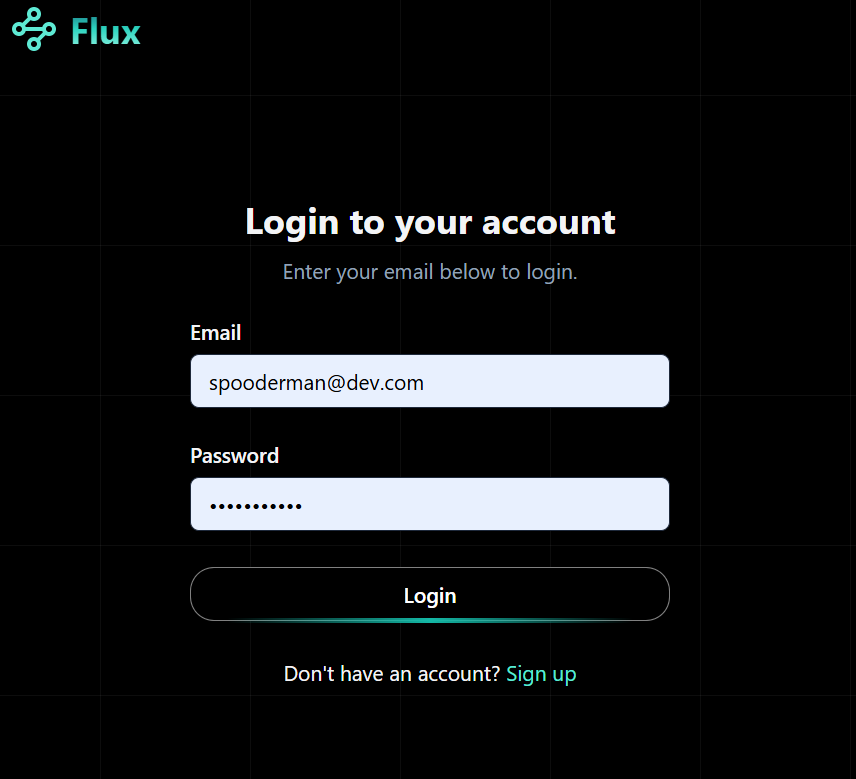 Flux
Login to your account
Enter your email below to login.
Email
spooderman@dev.com
Password
•••••••••••
Login
Don't have an account? Sign up